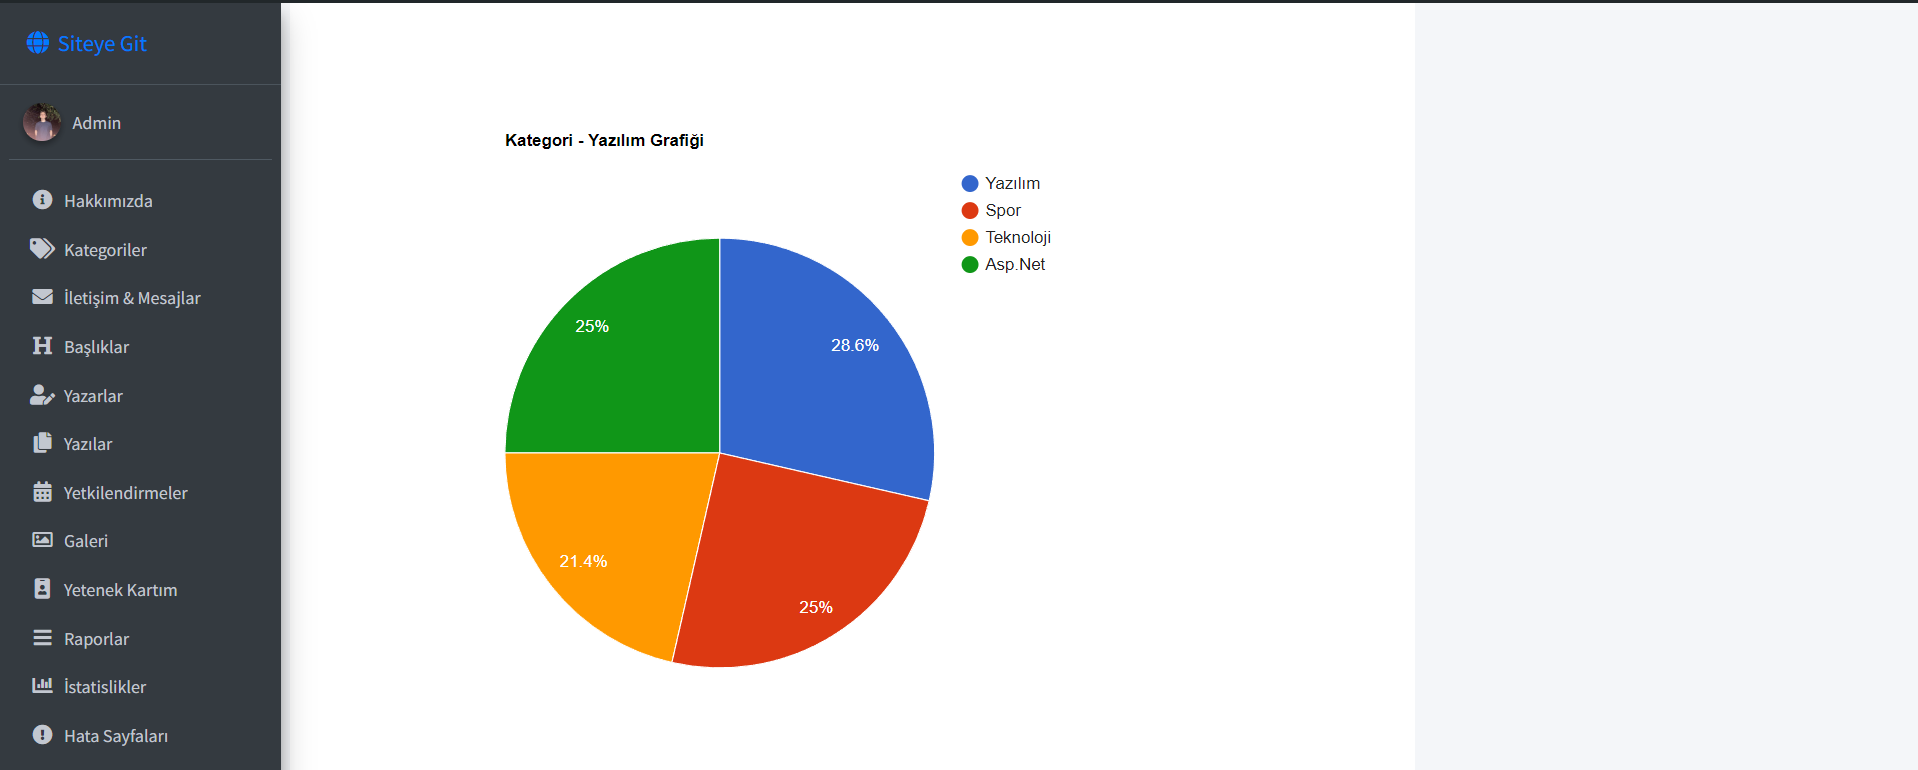 Siteye Git
Admin
Hakkımızda
Kategoriler
İletişim & Mesajlar
Başlıklar
Yazarlar
Yazılar
Yetkilendirmeler
Galeri
Yetenek Kartım
Raporlar
İstatislikler
Hata Sayfaları
Kategori - Yazılım Grafiği
Yazılım
Spor
Teknoloji
Asp.Net
25%
28.6%
21.4%
25%